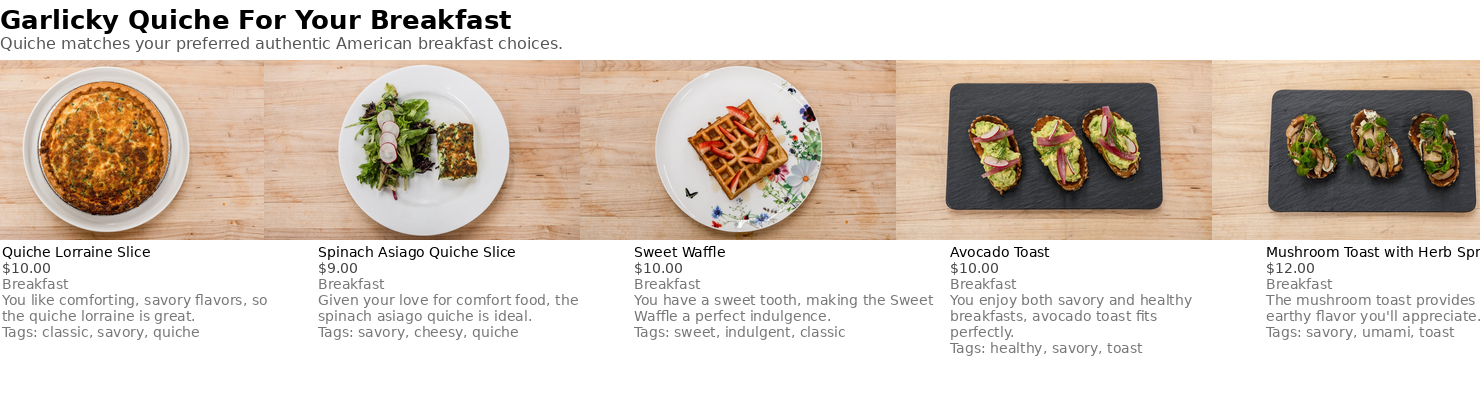 Garlicky Quiche For Your Breakfast
Quiche matches your preferred authentic American breakfast choices.
Quiche Lorraine Slice
$10.00
Breakfast
You like comforting, savory flavors, so
the quiche lorraine is great.
Tags: classic, savory, quiche
Spinach Asiago Quiche Slice
$9.00
Breakfast
Given your love for comfort food, the
spinach asiago quiche is ideal.
Tags: savory, cheesy, quiche
Sweet Waffle
$10.00
Breakfast
You have a sweet tooth, making the Sweet
Waffle a perfect indulgence.
Tags: sweet, indulgent, classic
Avocado Toast
$10.00
Breakfast
You enjoy both savory and healthy
breakfasts, avocado toast fits
perfectly.
Tags: healthy, savory, toast
Mushroom Toast with Herb
$12.00
Breakfast
The mushroom toast provides
earthy flavor you'll appreciate.
Tags: savory, umami, toast